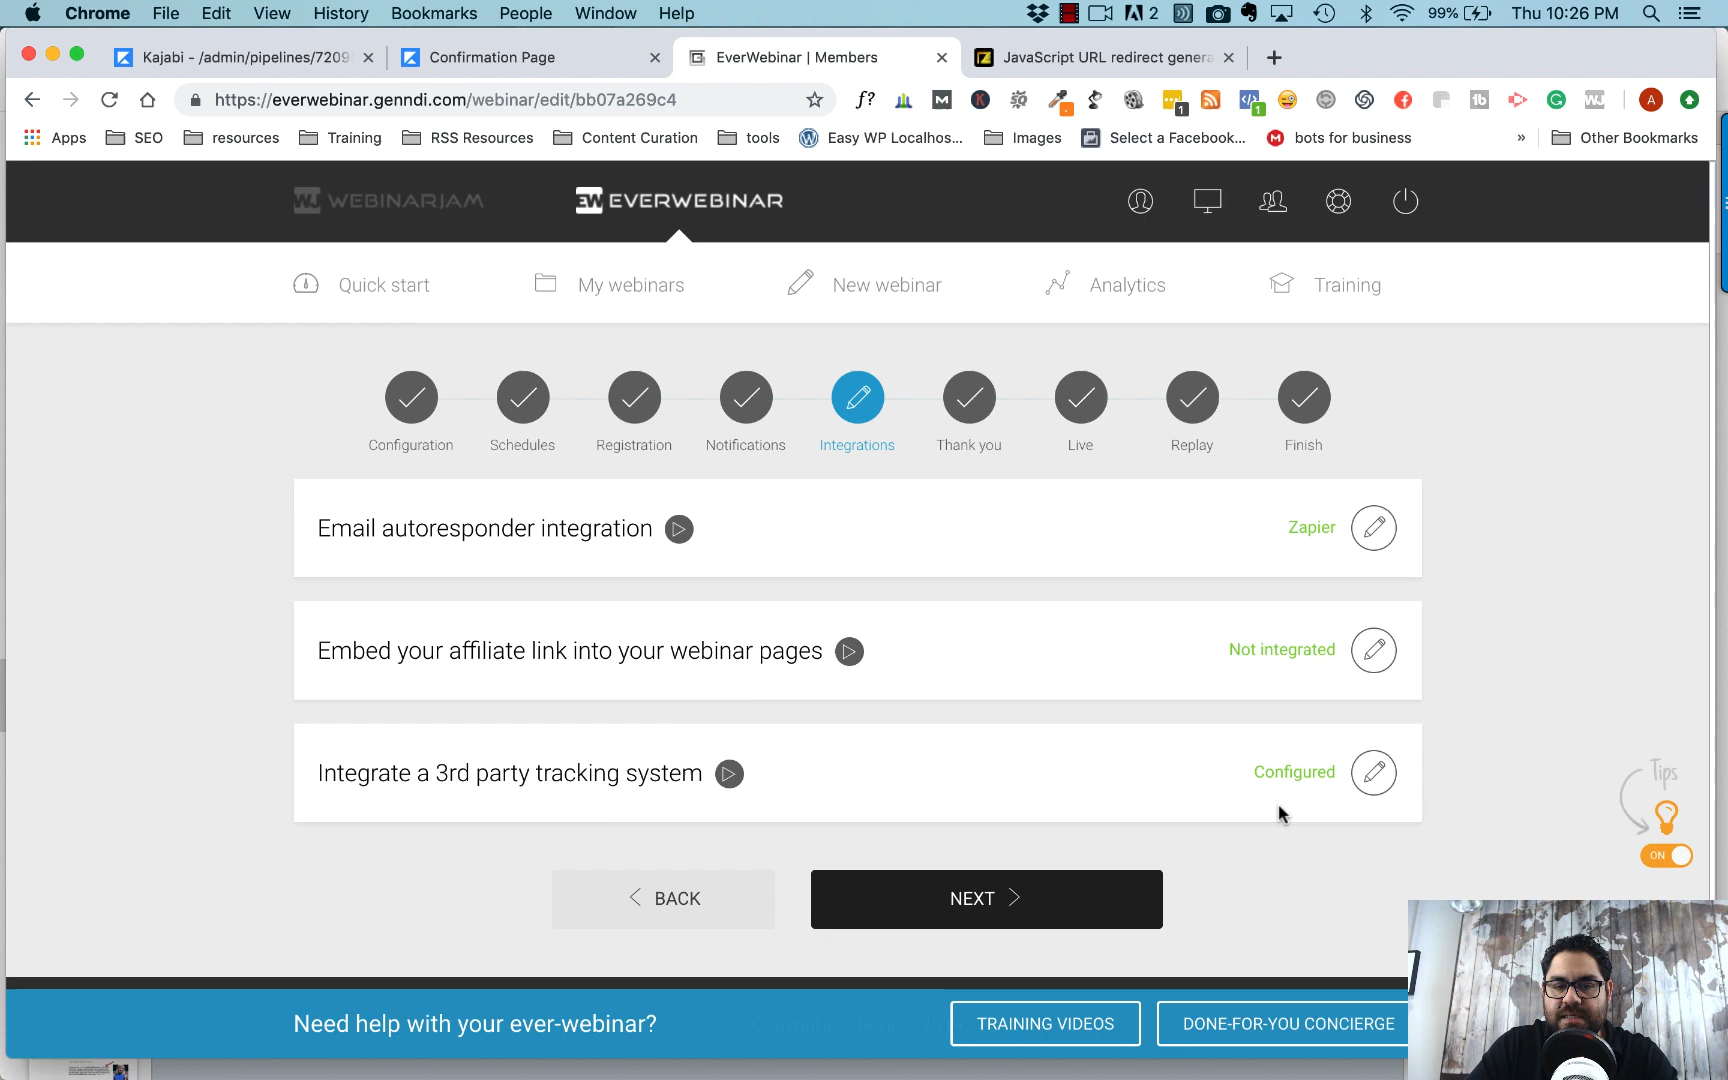 Chrome File Edit View History Bookmarks People Window Help 2 99% Thu 10:26 PM
Kajabi - /admin/pipelines/7209 Confirmation Page EverWebinar | Members JavaScript URL redirect genera
https://everwebinar.genndi.com/webinar/edit/bb07a269c4
Apps SEO resources Training RSS Resources Content Curation tools Easy WP Localhos... Images Select a Facebook... bots for business » Other Bookmarks
WEBINARJAM EVERWEBINAR
Quick start My webinars New webinar Analytics Training
Configuration Schedules Registration Notifications Integrations Thank you Live Replay Finish
Email autoresponder integration Zapier
Embed your affiliate link into your webinar pages Not integrated
Integrate a 3rd party tracking system Configured
Tips
ON
BACK NEXT
Need help with your ever-webinar? TRAINING VIDEOS DONE-FOR-YOU CONCIERGE